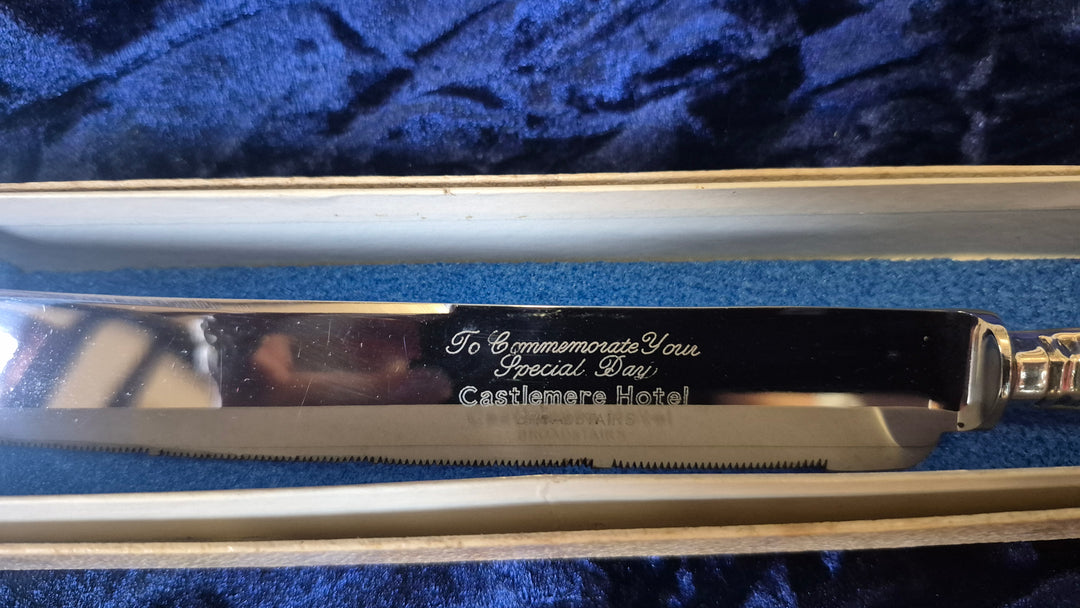 To Commemorate Your
Special Day
Castlemere Hotel
BROADSTAIRS